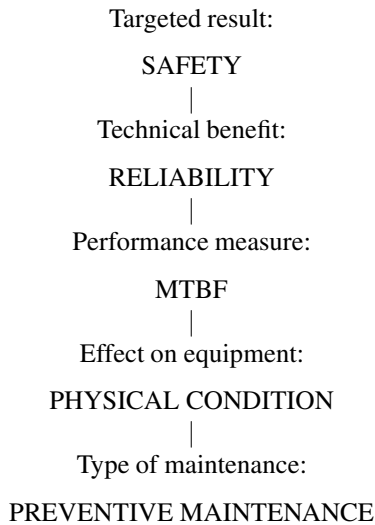 Targeted result:
SAFETY
Technical benefit:
RELIABILITY
Performance measure:
MTBF
Effect on equipment:
PHYSICAL CONDITION
Type of maintenance:
PREVENTIVE MAINTENANCE